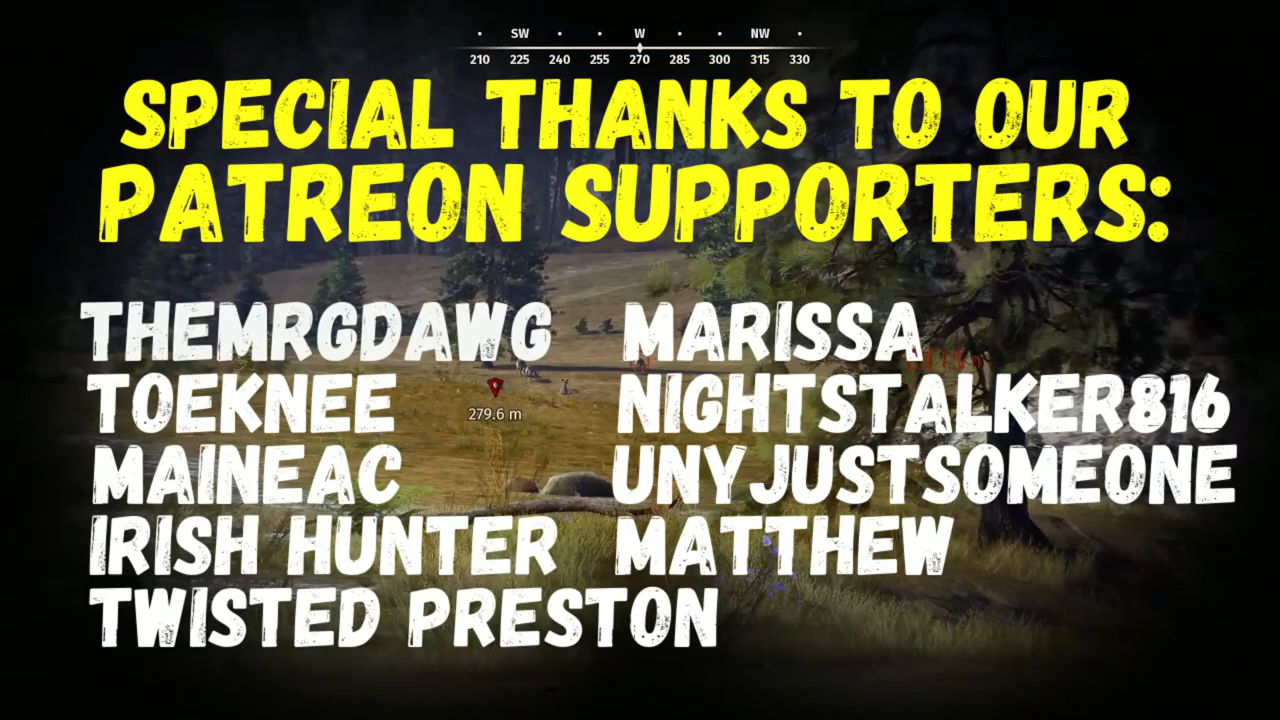 SW W NW
210 225 240 255 270 285 300 315 330
SPECIAL THANKS TO OUR
PATREON SUPPORTERS:
THEMRGDAWG MARISSA
TOEKNEE NIGHTSTALKER816
279.6 m
MAINEAC UNYJUSTSOMEONE
IRISH HUNTER MATTHEW
TWISTED PRESTON